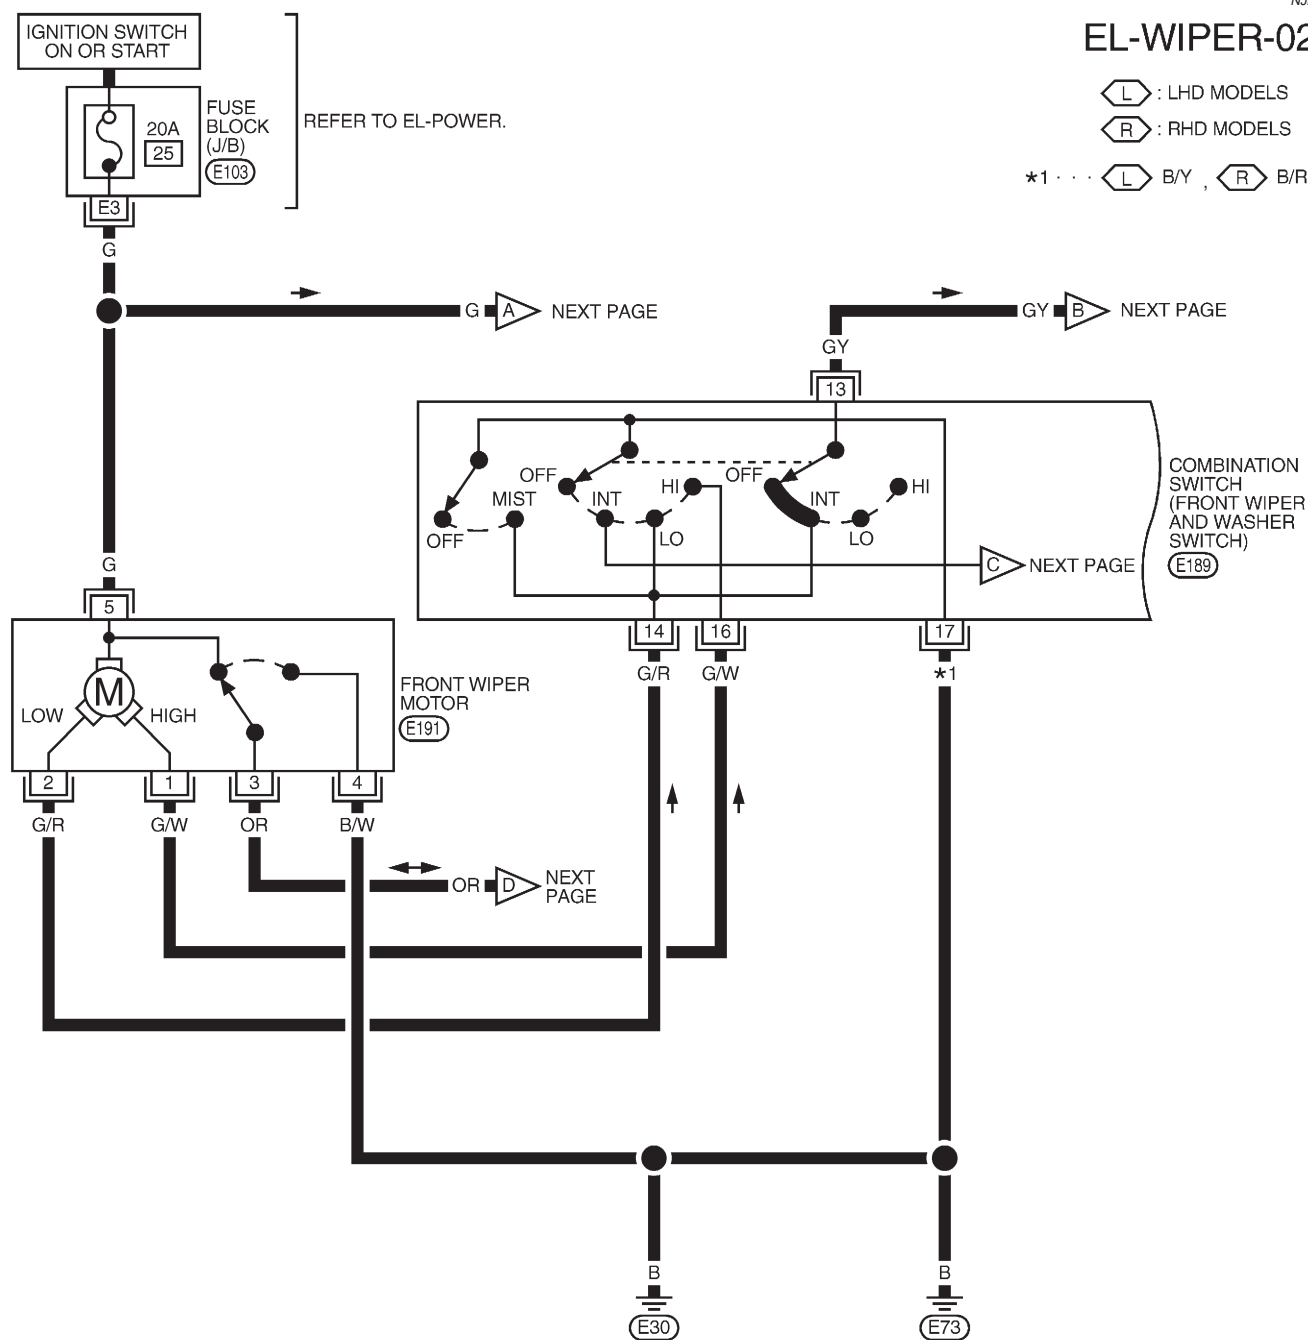 IGNITION SWITCH
ON OR START
EL-WIPER-02
L : LHD MODELS
R : RHD MODELS
*1 · · · L B/Y , R B/R
20A
25
FUSE
BLOCK
(J/B)
E103
REFER TO EL-POWER.
E3
G
G A NEXT PAGE
GY B NEXT PAGE
GY
13
OFF
MIST
OFF
INT
HI
LO
OFF
INT
HI
LO
C NEXT PAGE
COMBINATION
SWITCH
(FRONT WIPER
AND WASHER
SWITCH)
E189
G
5
14
16
17
G/R
G/W
*1
M
LOW
HIGH
FRONT WIPER
MOTOR
E191
2
1
3
4
G/R
G/W
OR
B/W
OR D NEXT
PAGE
B
B
E30
E73